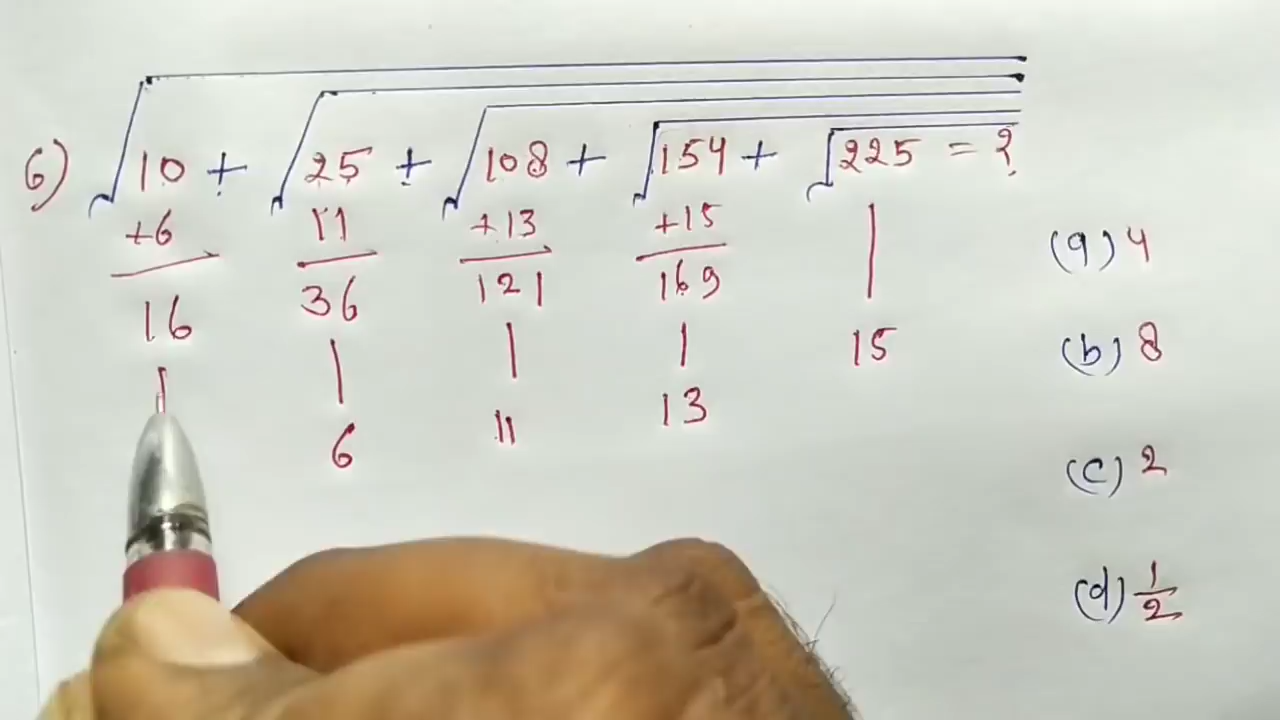 6) √10 + √25 + √108 + √154 + √225 = ?
+6 11 +13 +15
16 36 121 169 15
6 11 13
(a) 4
(b) 8
(c) 2
(d) 1/2